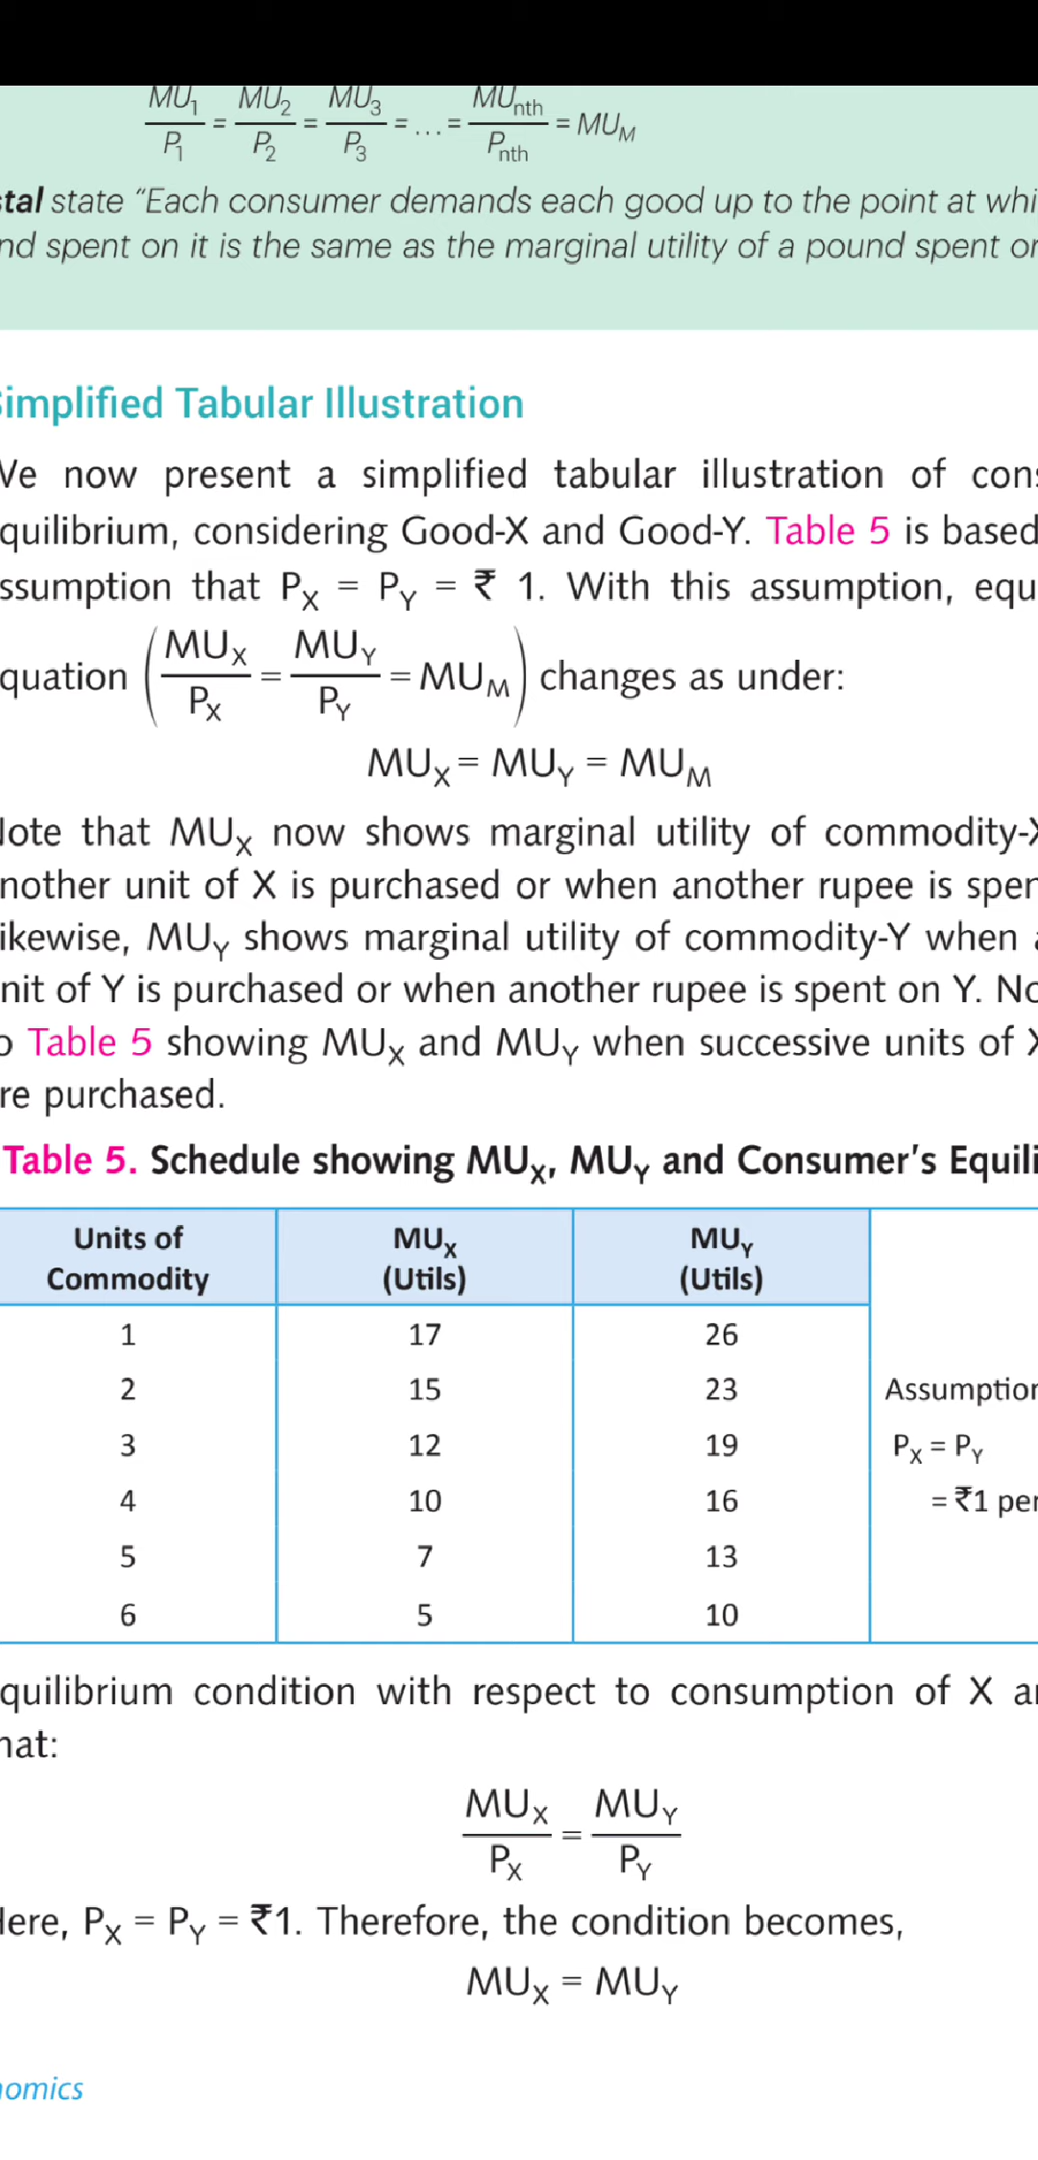 MU1/P1 = MU2/P2 = MU3/P3 = ... = MUnth/Pnth = MUM
tal state “Each consumer demands each good up to the point at whi
nd spent on it is the same as the marginal utility of a pound spent or
implified Tabular Illustration
We now present a simplified tabular illustration of cons
quilibrium, considering Good-X and Good-Y. Table 5 is based
ssumption that PX = PY = ₹ 1. With this assumption, equ
quation (MUX/PX = MUY/PY = MUM) changes as under:
MUX = MUY = MUM
Note that MUX now shows marginal utility of commodity-X
nother unit of X is purchased or when another rupee is spen
ikewise, MUY shows marginal utility of commodity-Y when a
nit of Y is purchased or when another rupee is spent on Y. No
o Table 5 showing MUX and MUY when successive units of X
re purchased.
Table 5. Schedule showing MUX, MUY and Consumer’s Equili
Units of Commodity MUX (Utils) MUY (Utils)
1 17 26
2 15 23 Assumption
3 12 19 PX = PY
4 10 16 = ₹1 per
5 7 13
6 5 10
quilibrium condition with respect to consumption of X a
hat:
MUX/PX = MUY/PY
Here, PX = PY = ₹1. Therefore, the condition becomes,
MUX = MUY
omics